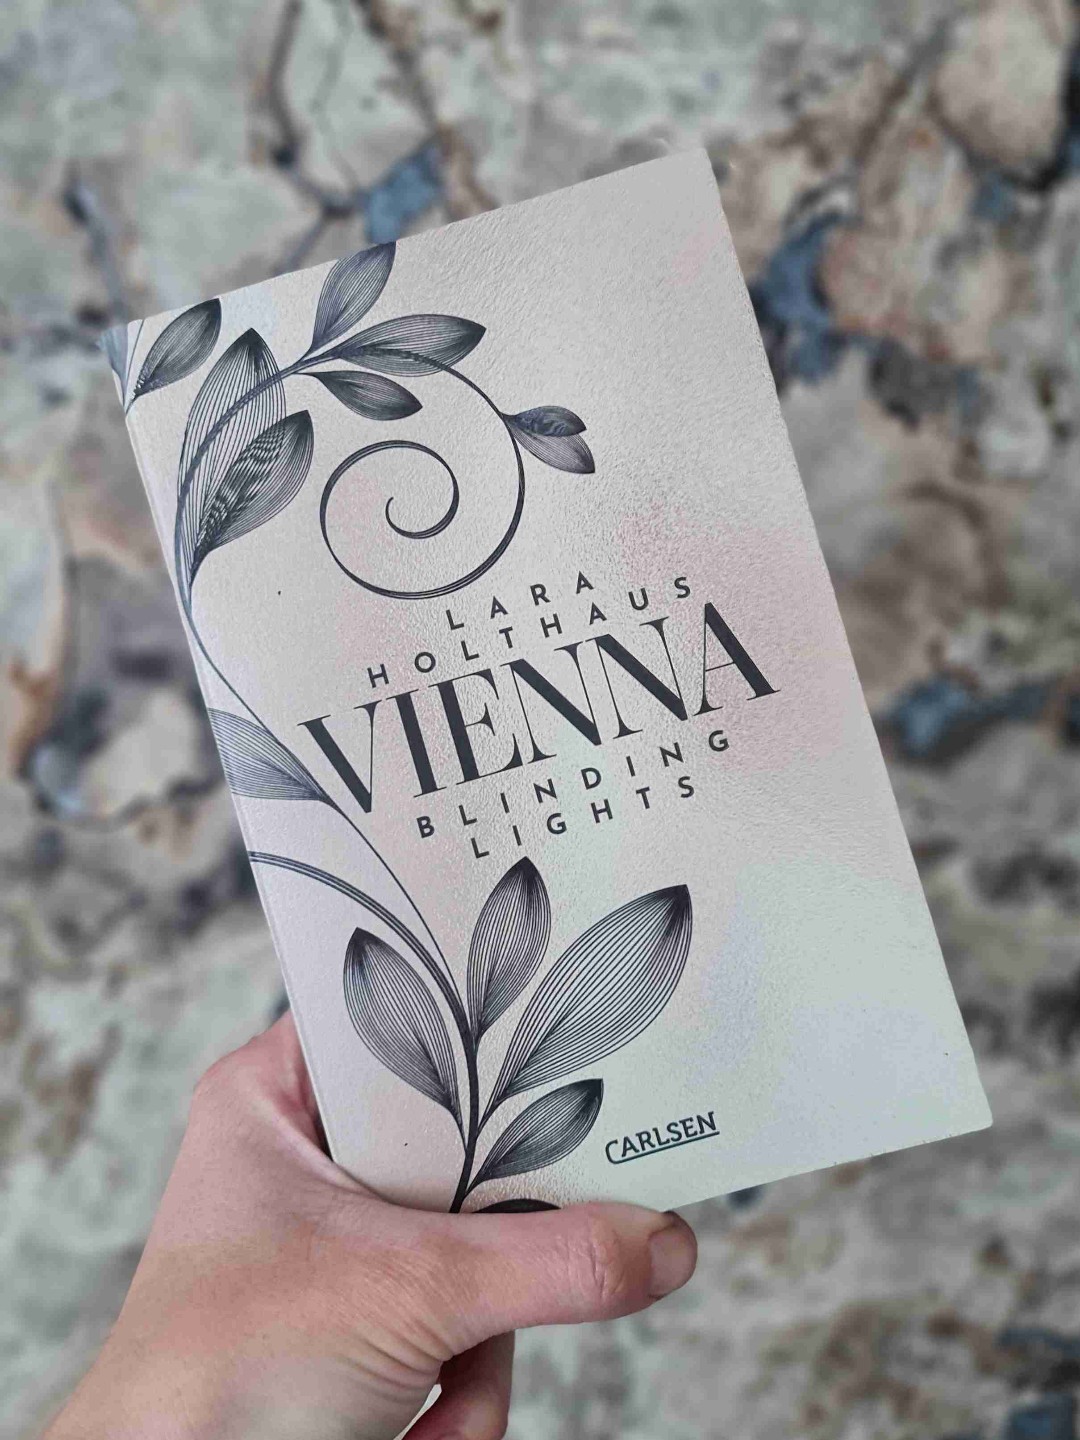 LARA
HOLTHAUS
VIENNA
BLINDING
LIGHTS
CARLSEN